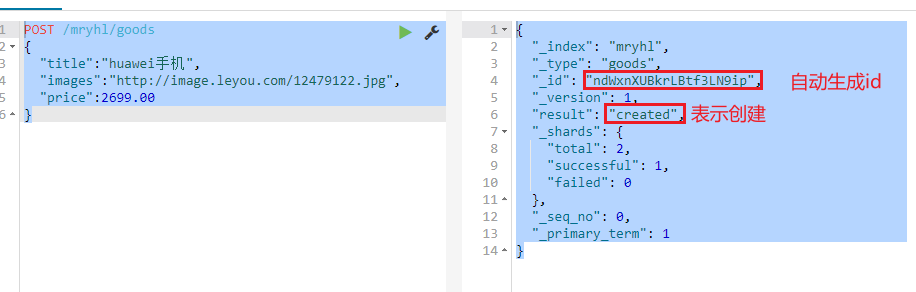 1 POST /mryhl/goods
2 {
3 "title":"huawei手机",
4 "images":"http://image.leyou.com/12479122.jpg",
5 "price":2699.00
6 }
1 {
2 "_index": "mryhl",
3 "_type": "goods",
4 "_id": "ndWxnXUBkrLBtf3LN9ip", 自动生成id
5 "_version": 1,
6 "result": "created", 表示创建
7 "_shards": {
8 "total": 2,
9 "successful": 1,
10 "failed": 0
11 },
12 "_seq_no": 0,
13 "_primary_term": 1
14 }